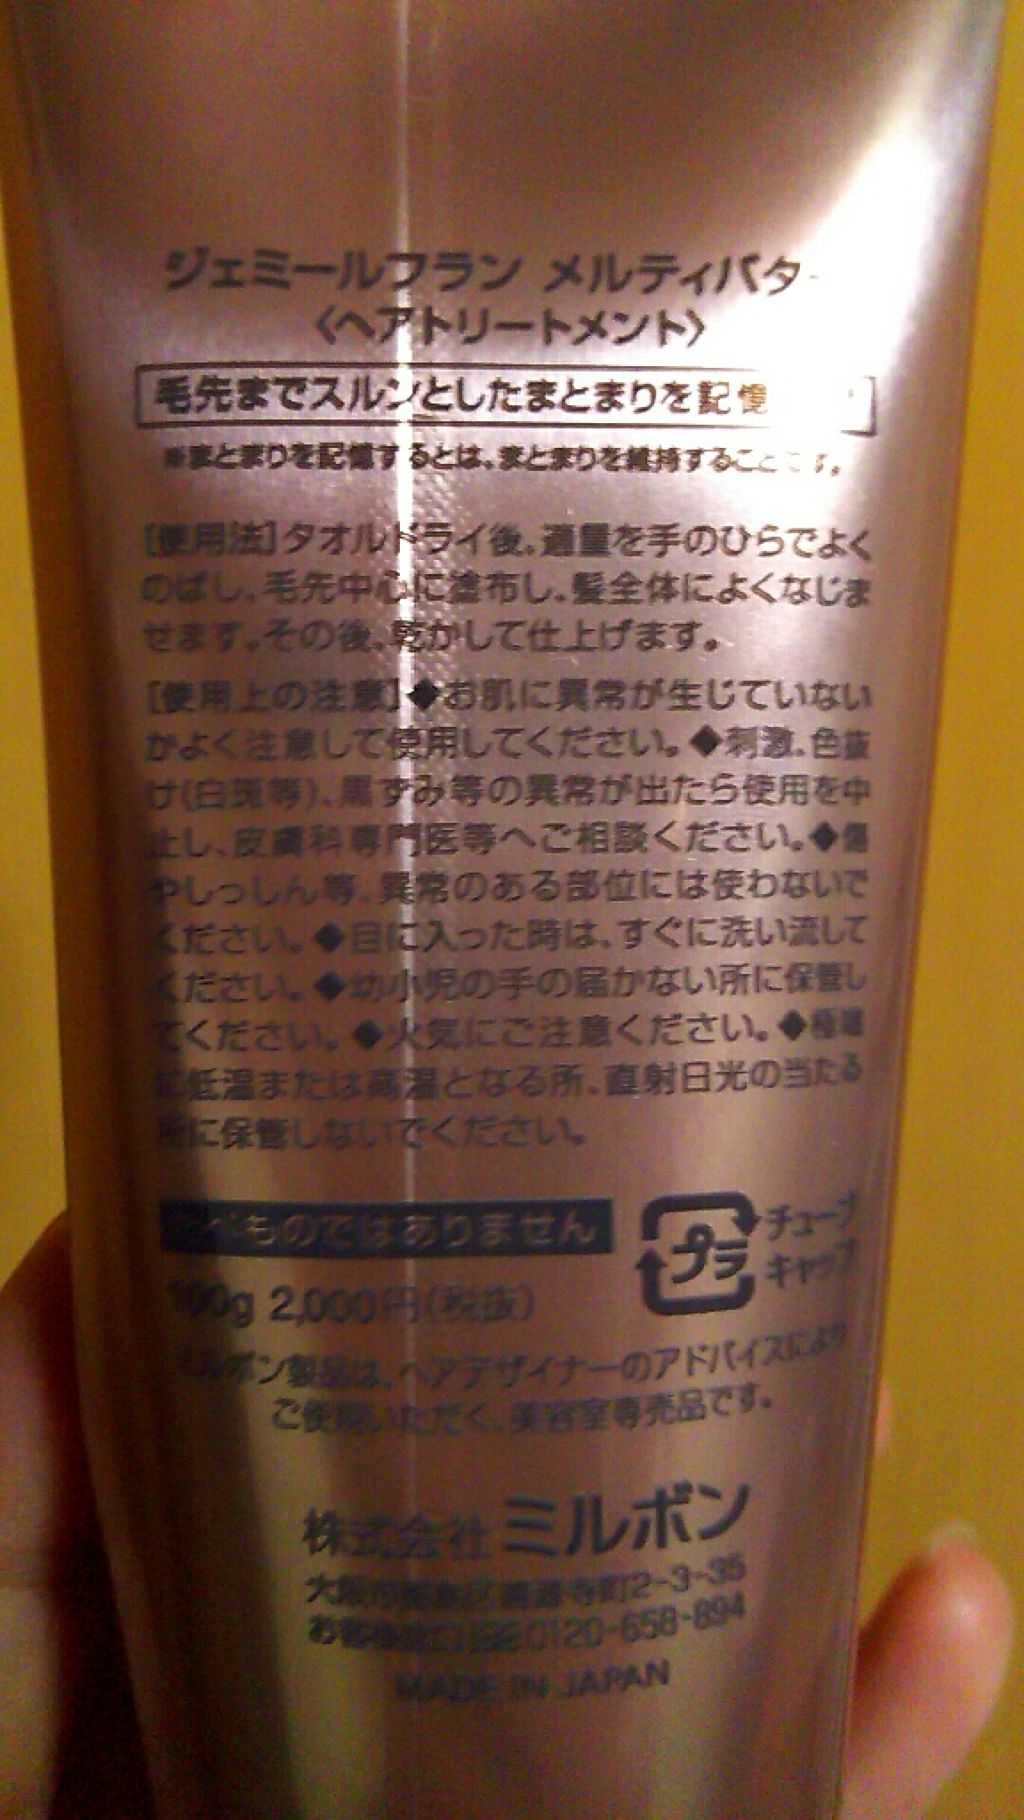 ジェミールフラン メルティバター
〈ヘアトリートメント〉
毛先までスルンとしたまとまりを記憶
※まとまりを記憶するとは、まとまりを維持することです。
[使用法]タオルドライ後、適量を手のひらでよく
のばし、毛先中心に塗布し、髪全体によくなじま
せます。その後、乾かして仕上げます。
[使用上の注意]◆お肌に異常が生じていない
かよく注意して使用してください。◆刺激、色抜
け(白斑等)、黒ずみ等の異常が出たら使用を中
止し、皮膚科専門医等へご相談ください。◆傷
やしっしん等、異常のある部位には使わないで
ください。◆目に入った時は、すぐに洗い流して
ください。◆幼小児の手の届かない所に保管し
てください。◆火気にご注意ください。◆極端
に低温または高温となる所、直射日光の当たる
所に保管しないでください。
食べものではありません
プラ
チューブ
キャップ
100g 2,000円(税抜)
ミルボン製品は、ヘアデザイナーのアドバイスにより
ご使用いただく、美容室専売品です。
株式会社 ミルボン
大阪市都島区善源寺町2-3-35
お客様窓口 0120-658-894
MADE IN JAPAN